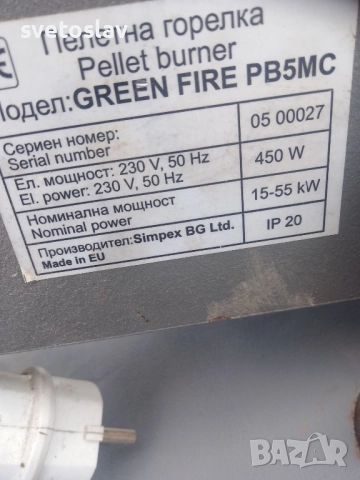 svetoslav
CE
Пелетна горелка
Pellet burner
Модел:GREEN FIRE PB5MC
Сериен номер:
Serial number
05 00027
Ел. мощност: 230 V, 50 Hz
El. power: 230 V, 50 Hz
450 W
Номинална мощност
Nominal power
15-55 kW
Производител:Simpex BG Ltd.
Made in EU
IP 20
BAZAR
bg